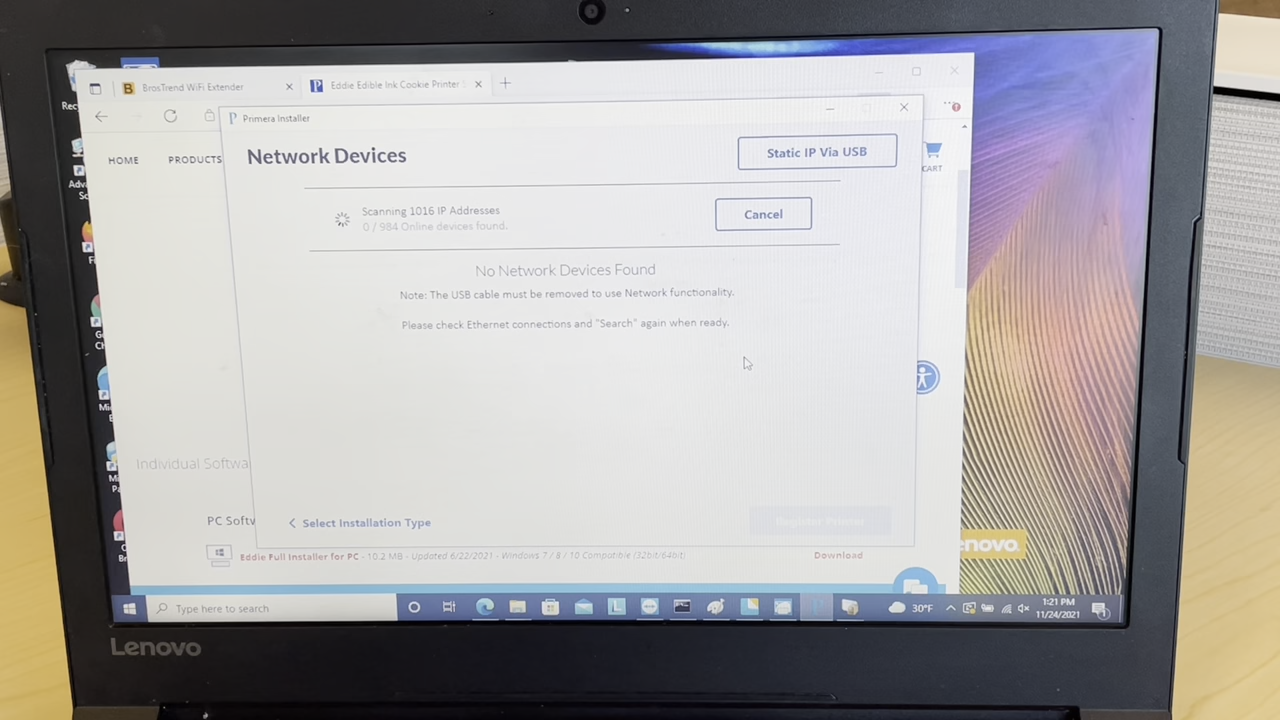 BrosTrend WiFi Extender
Eddie Edible Ink Cookie Printer
Primera Installer
HOME
PRODUCTS
Network Devices
Static IP Via USB
CART
Scanning 1016 IP Addresses
0 / 984 Online devices found.
Cancel
No Network Devices Found
Note: The USB cable must be removed to use Network functionality.
Please check Ethernet connections and "Search" again when ready.
Individual Softwa
PC Softw
Select Installation Type
Register Printer
Eddie Full Installer for PC - 10.2 MB - Updated 6/22/2021 - Windows 7 / 8 / 10 Compatible (32bit/64bit)
Download
enovo.
Type here to search
30°F
1:21 PM
11/24/2021
Lenovo